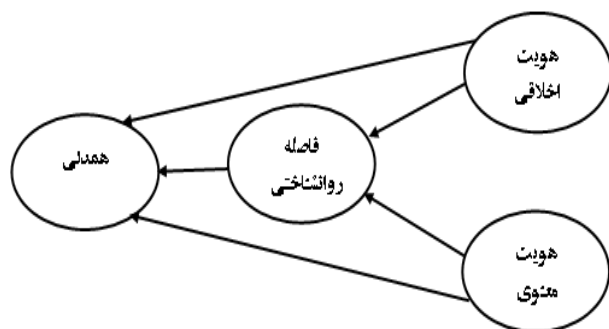 هویت
اخلاقی
فاصله
روانشناختی
همدلی
هویت
معنوی